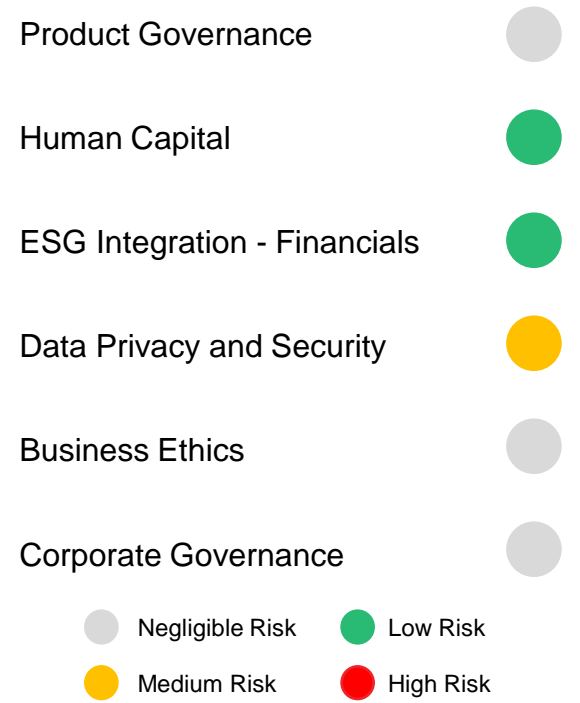 Product Governance
Human Capital
ESG Integration - Financials
Data Privacy and Security
Business Ethics
Corporate Governance
Negligible Risk
Low Risk
Medium Risk
High Risk